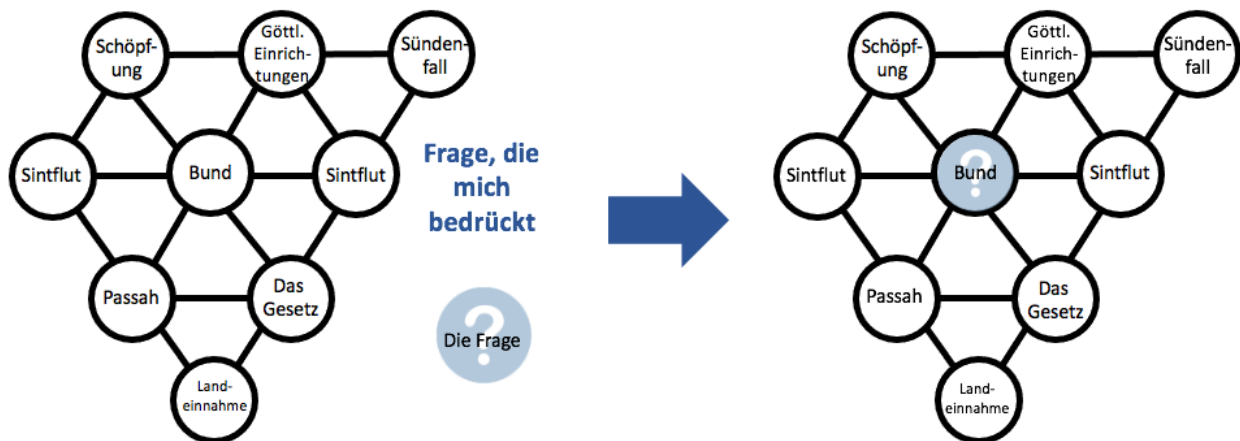 Schöpf-
ung
Göttl.
Einrich-
tungen
Sünden-
fall
Sintflut
Bund
Sintflut
Passah
Das
Gesetz
Land-
einnahme
Frage, die
mich
bedrückt
?
Die Frage
Schöpf-
ung
Göttl.
Einrich-
tungen
Sünden-
fall
Sintflut
?
Bund
Sintflut
Passah
Das
Gesetz
Land-
einnahme